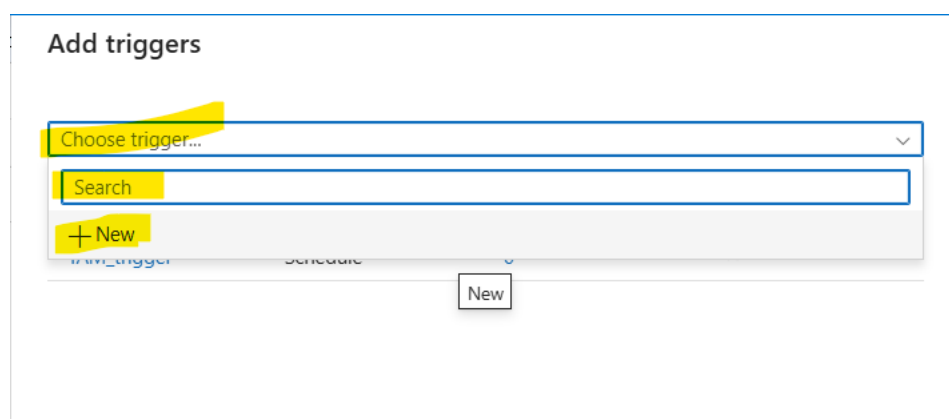 Add triggers
Choose trigger...
Search
+ New
Schedule
New